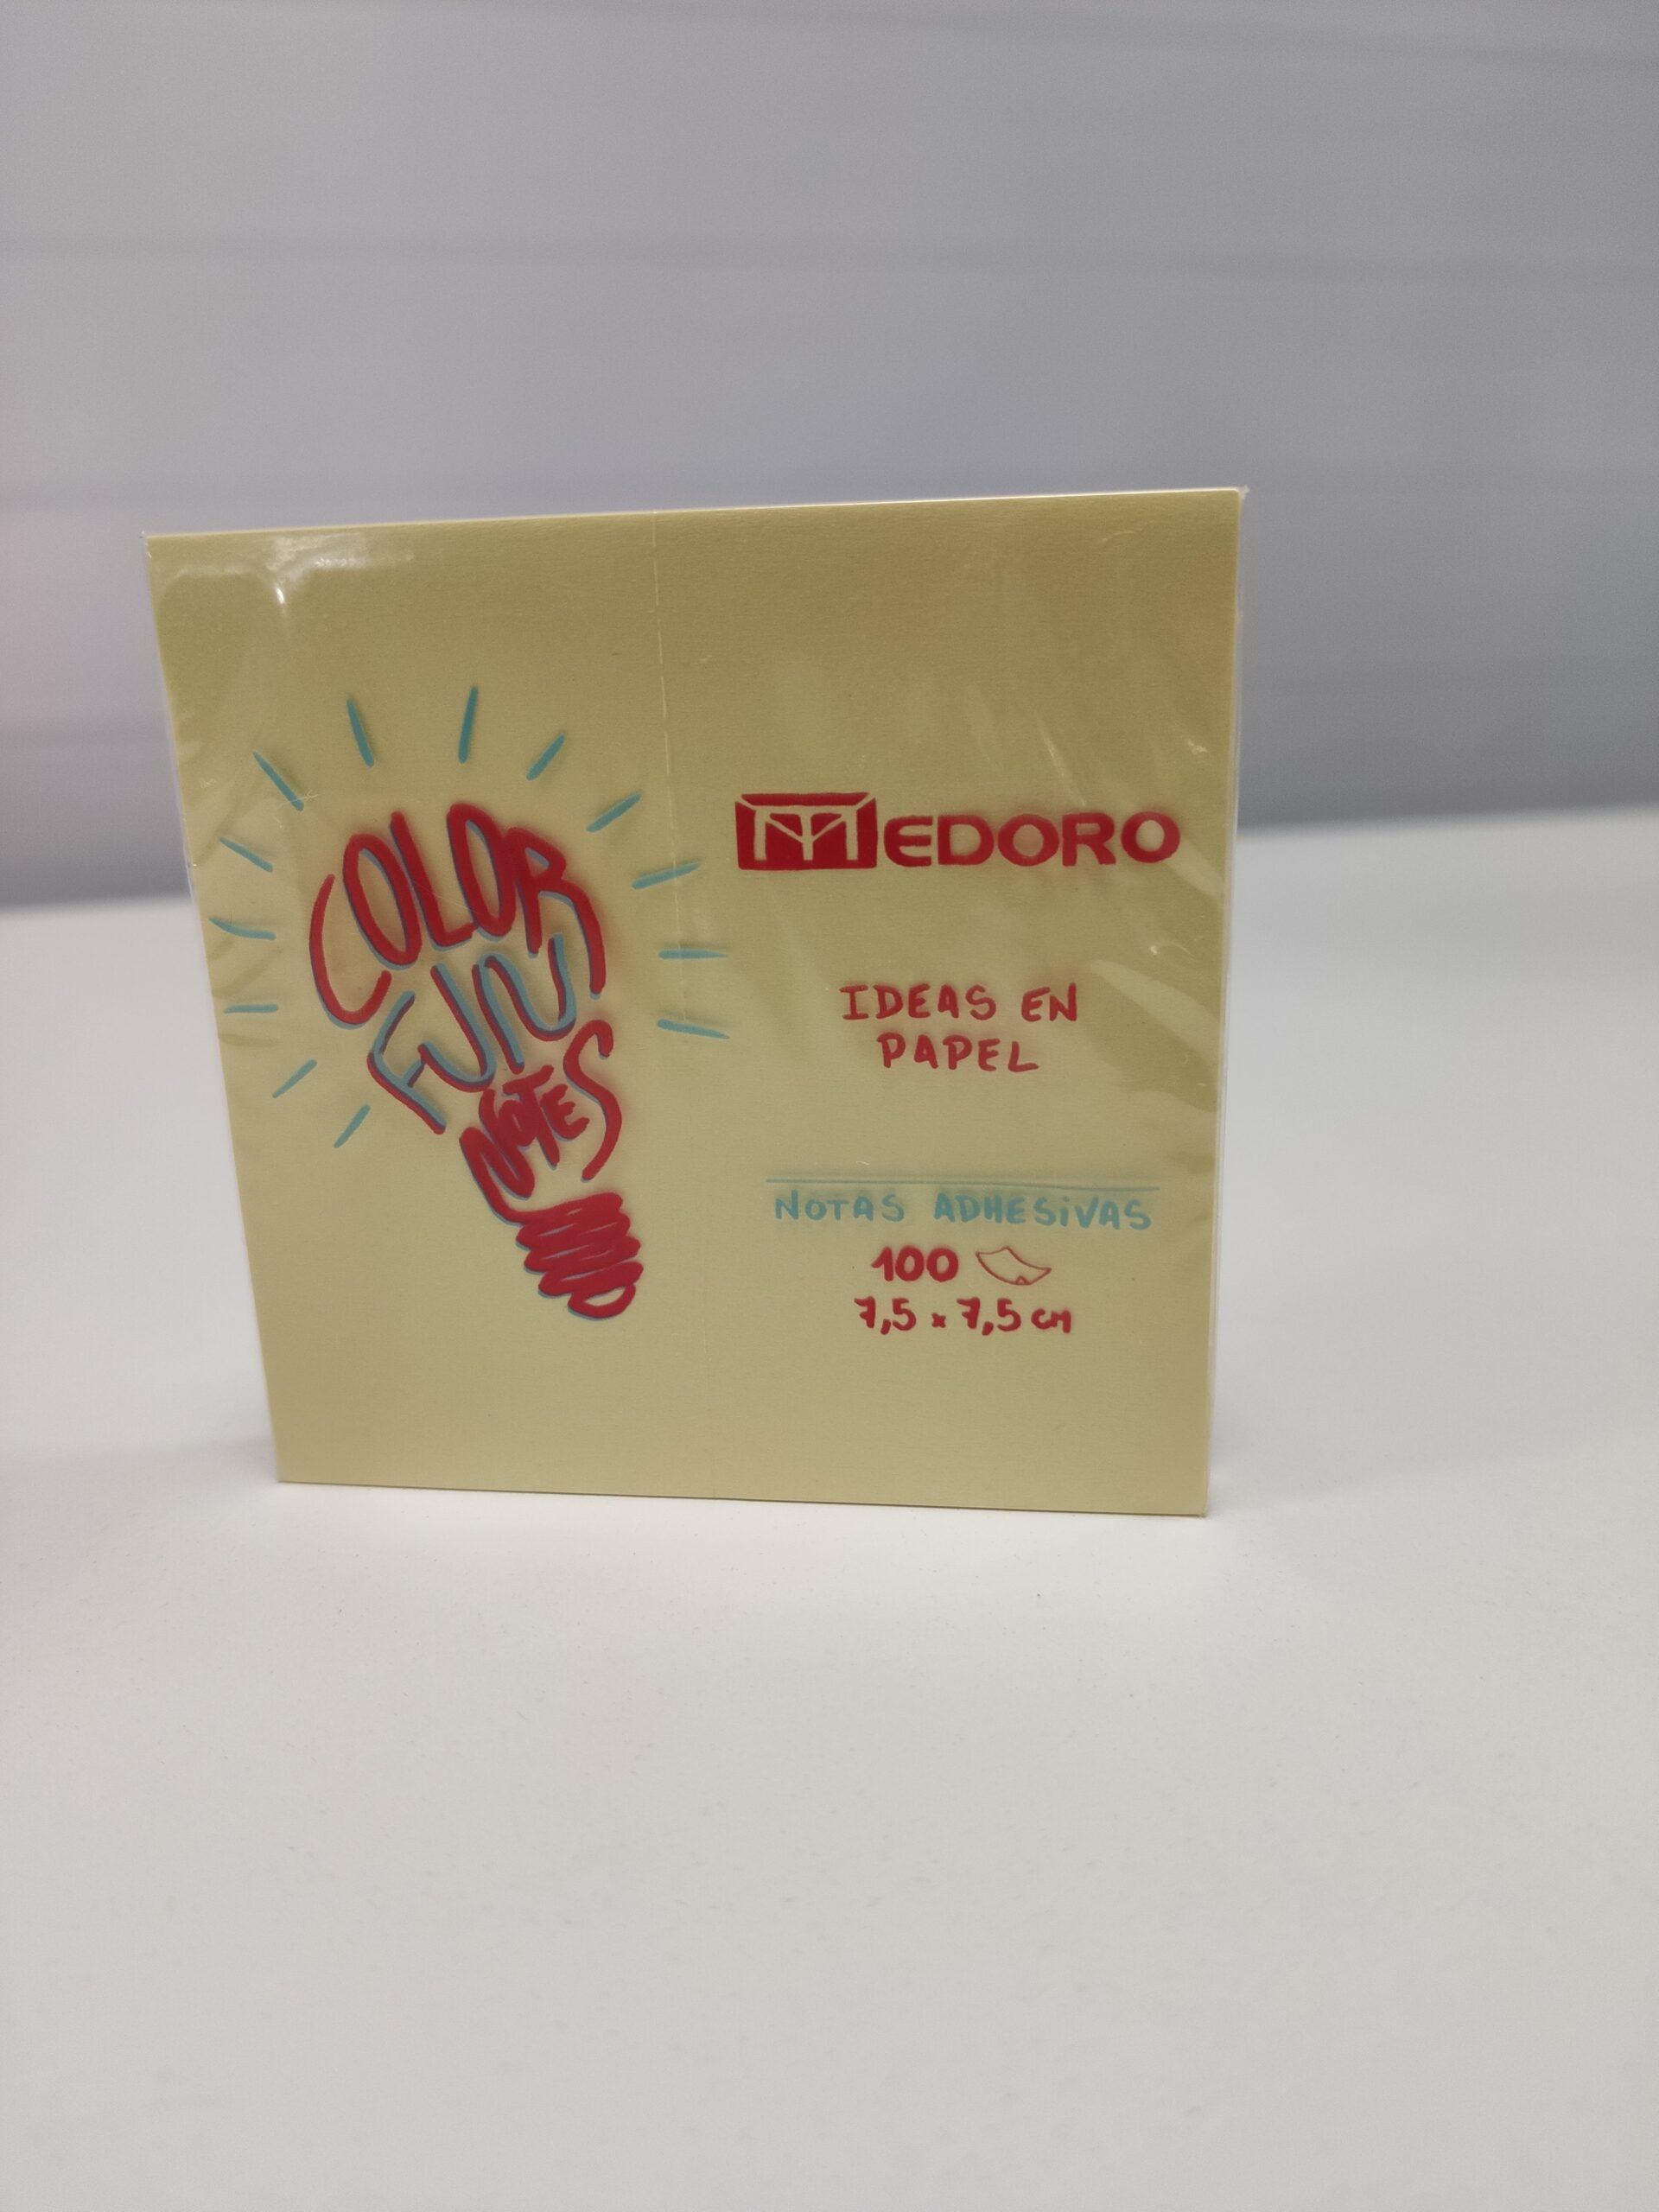 COLOR
FUN
NOTES
MEDORO
IDEAS EN
PAPEL
NOTAS ADHESIVAS
100
7,5 x 7,5 cm